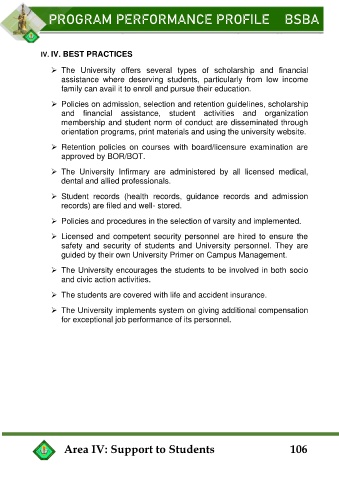 PROGRAM PERFORMANCE PROFILE BSBA
IV. IV. BEST PRACTICES
➢ The University offers several types of scholarship and financial
assistance where deserving students, particularly from low income
family can avail it to enroll and pursue their education.
➢ Policies on admission, selection and retention guidelines, scholarship
and financial assistance, student activities and organization
membership and student norm of conduct are disseminated through
orientation programs, print materials and using the university website.
➢ Retention policies on courses with board/licensure examination are
approved by BOR/BOT.
➢ The University Infirmary are administered by all licensed medical,
dental and allied professionals.
➢ Student records (health records, guidance records and admission
records) are filed and well- stored.
➢ Policies and procedures in the selection of varsity and implemented.
➢ Licensed and competent security personnel are hired to ensure the
safety and security of students and University personnel. They are
guided by their own University Primer on Campus Management.
➢ The University encourages the students to be involved in both socio
and civic action activities.
➢ The students are covered with life and accident insurance.
➢ The University implements system on giving additional compensation
for exceptional job performance of its personnel.
Area IV: Support to Students 106